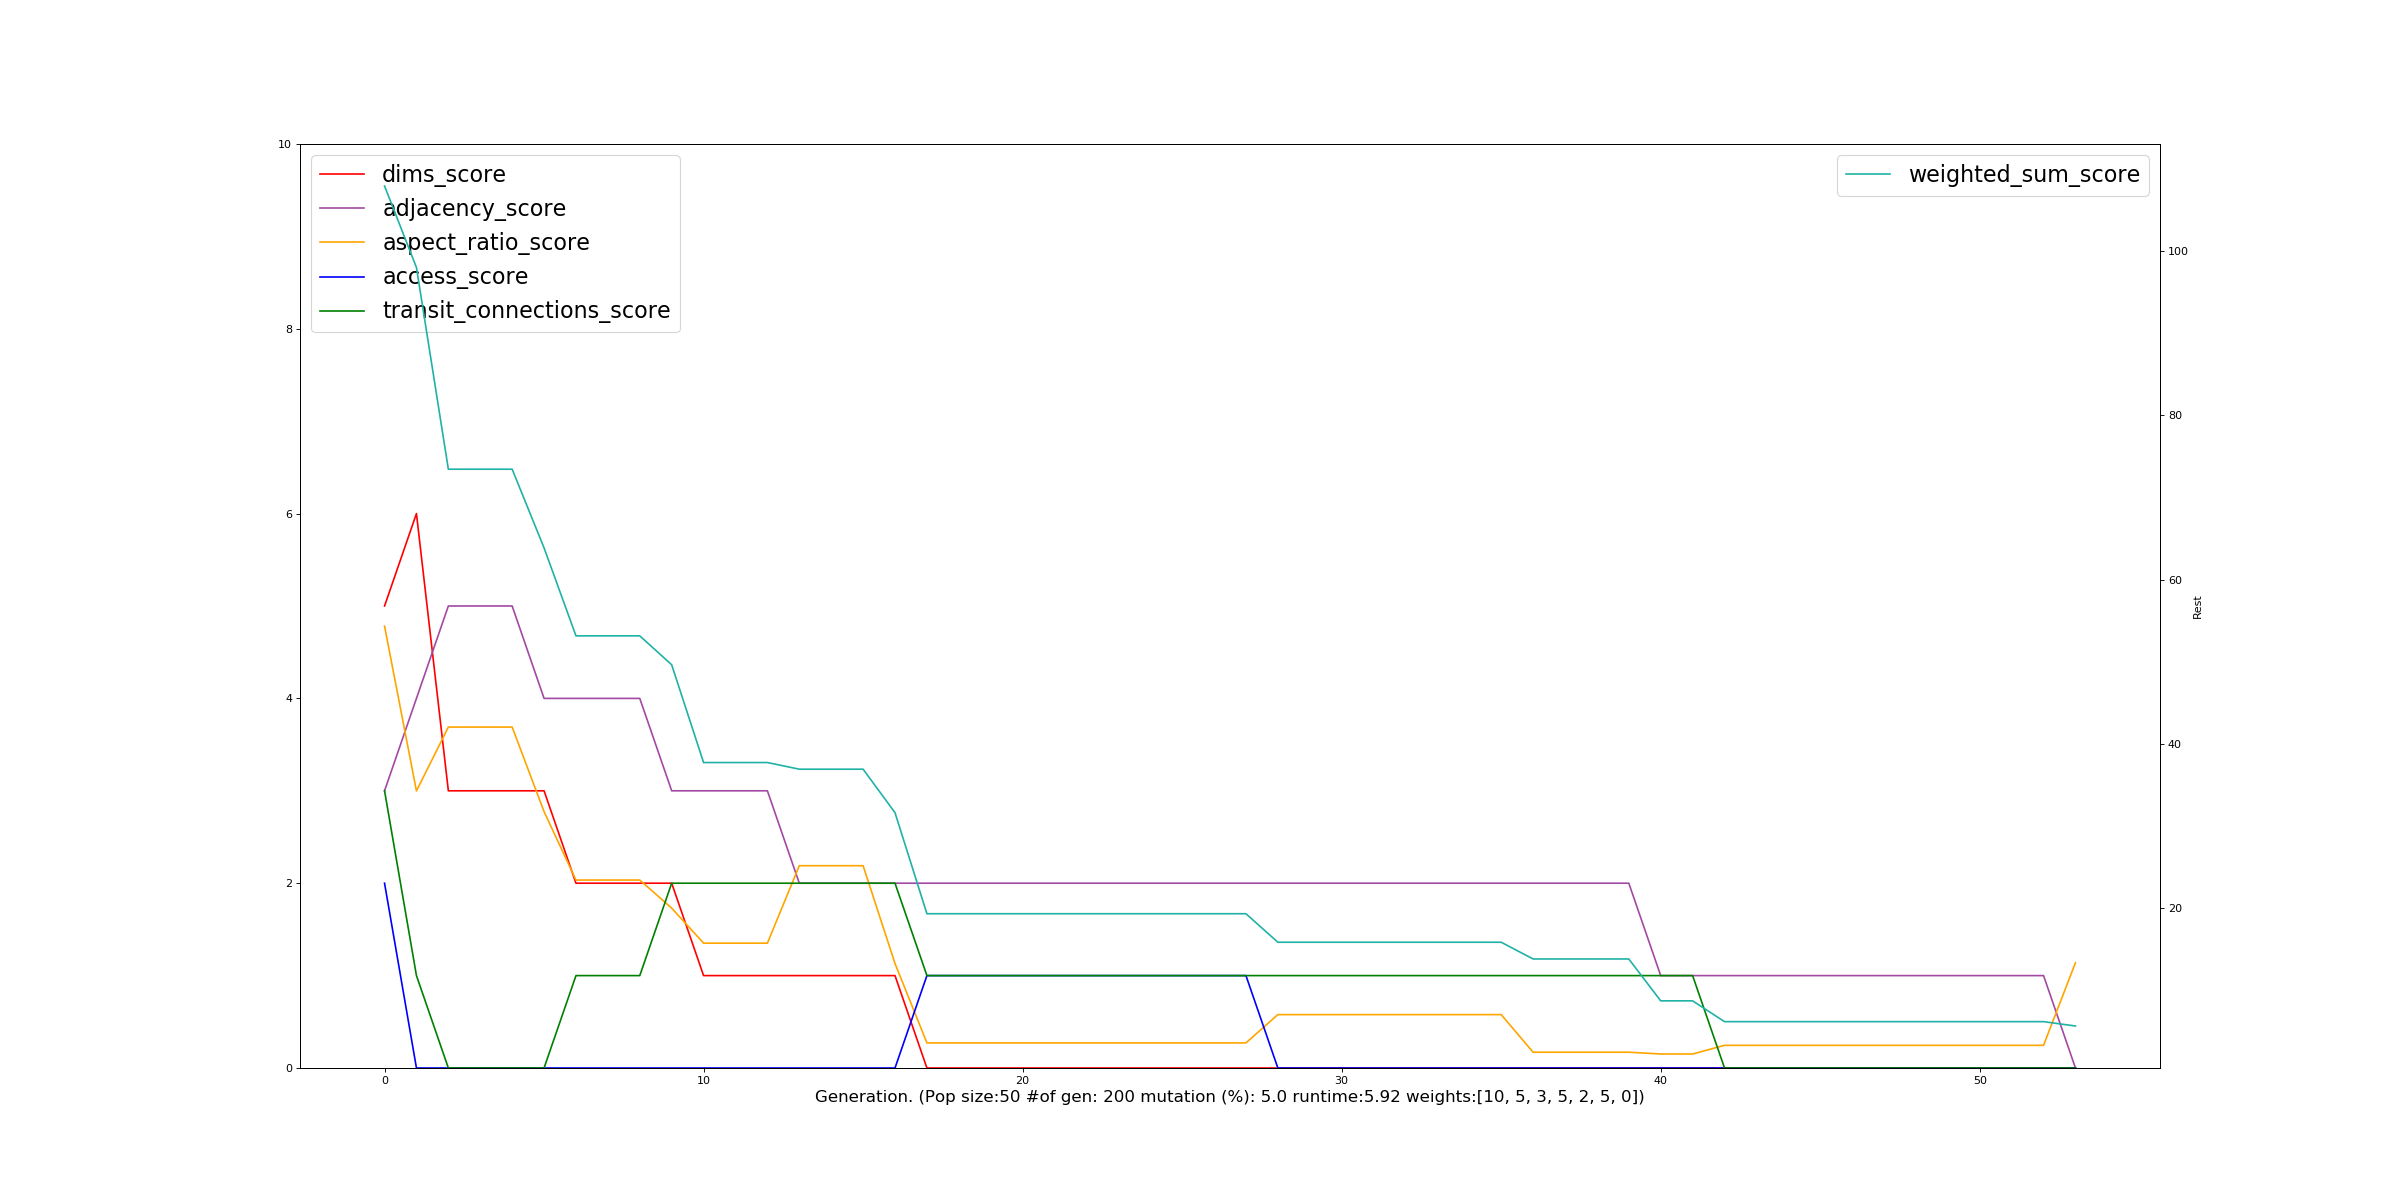 dims_score
adjacency_score
aspect_ratio_score
access_score
transit_connections_score
weighted_sum_score
10
8
6
4
2
0
100
80
60
40
20
Rest
0 10 20 30 40 50
Generation. (Pop size:50 #of gen: 200 mutation (%): 5.0 runtime:5.92 weights:[10, 5, 3, 5, 2, 5, 0])